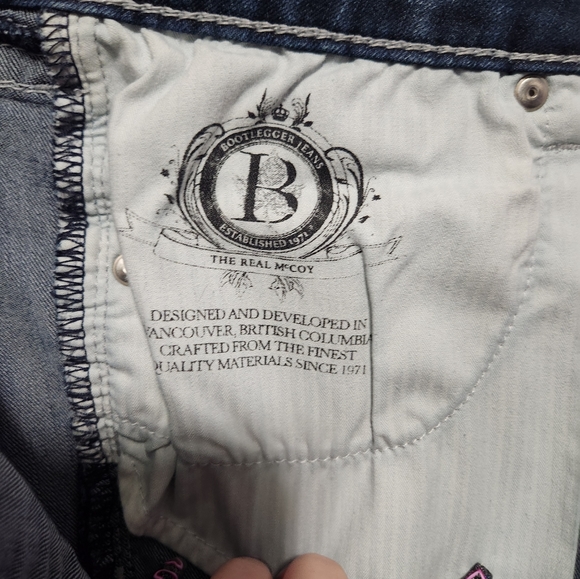 BOOTLEGGER JEANS
B
ESTABLISHED 1971
THE REAL McCOY
DESIGNED AND DEVELOPED IN
VANCOUVER, BRITISH COLUMBIA
CRAFTED FROM THE FINEST
QUALITY MATERIALS SINCE 1971